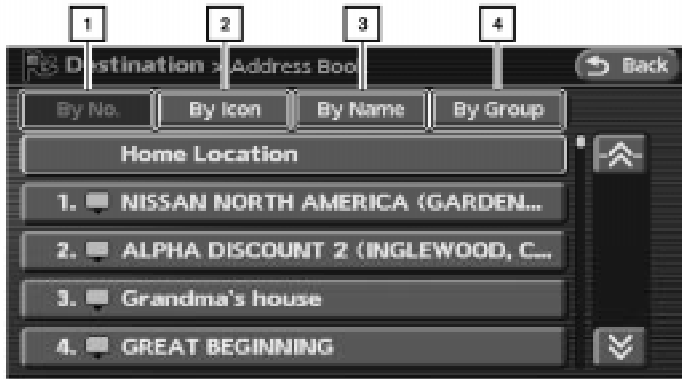 1 2 3 4
Destination > Address Boo
Back
By No. By Icon By Name By Group
Home Location
1. NISSAN NORTH AMERICA (GARDEN...
2. ALPHA DISCOUNT 2 (INGLEWOOD, C...
3. Grandma's house
4. GREAT BEGINNING